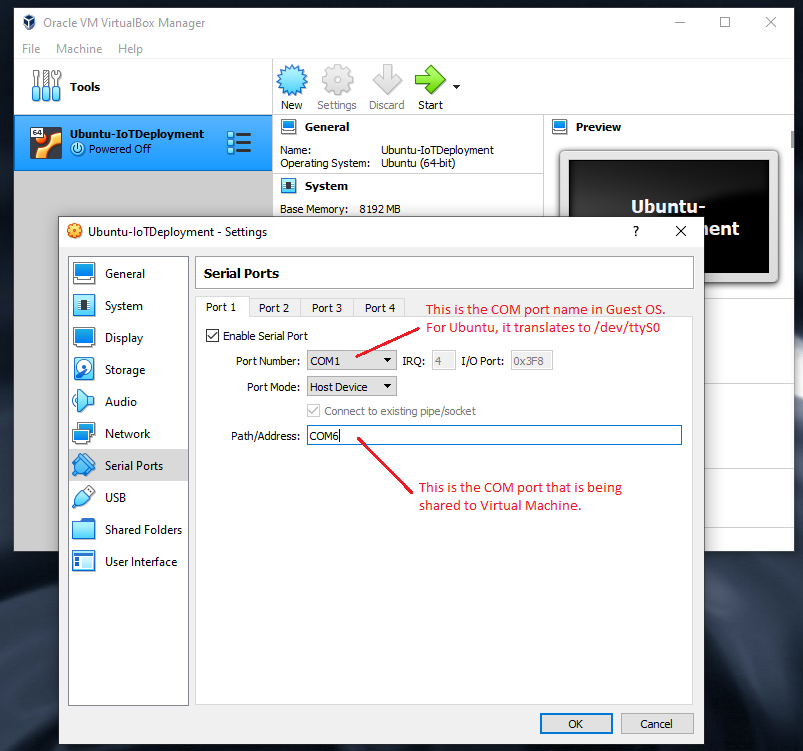 Oracle VM VirtualBox Manager
File Machine Help
Tools
New Settings Discard Start
64
Ubuntu-IoTDeployment
Powered Off
General
Name: Ubuntu-IoTDeployment
Operating System: Ubuntu (64-bit)
System
Base Memory: 8192 MB
Preview
Ubuntu-
ment
Ubuntu-IoTDeployment - Settings
?
General
System
Display
Storage
Audio
Network
Serial Ports
USB
Shared Folders
User Interface
Serial Ports
Port 1 Port 2 Port 3 Port 4
This is the COM port name in Guest OS.
For Ubuntu, it translates to /dev/ttyS0
Enable Serial Port
Port Number: COM1 IRQ: 4 I/O Port: 0x3F8
Port Mode: Host Device
Connect to existing pipe/socket
Path/Address: COM6
This is the COM port that is being
shared to Virtual Machine.
OK Cancel